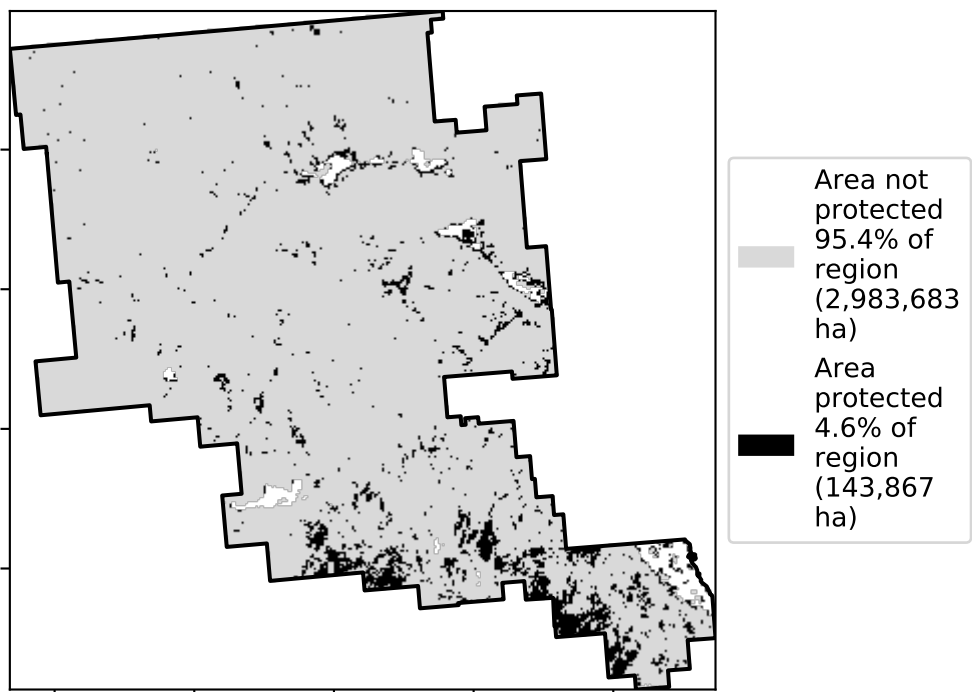 Area not
protected
95.4% of
region
(2,983,683
ha)
Area
protected
4.6% of
region
(143,867
ha)